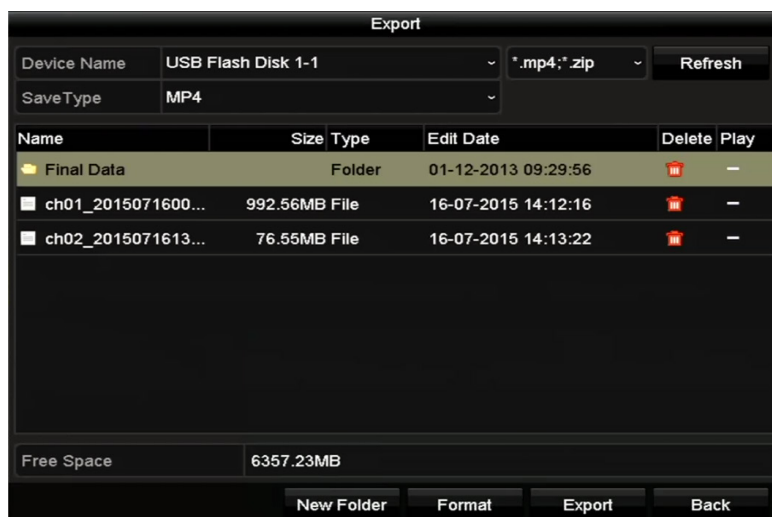 Export
Device Name USB Flash Disk 1-1 *.mp4;*.zip Refresh
Save Type MP4
Name Size Type Edit Date Delete Play
Final Data Folder 01-12-2013 09:29:56
ch01_2015071600... 992.56MB File 16-07-2015 14:12:16
ch02_2015071613... 76.55MB File 16-07-2015 14:13:22
Free Space 6357.23MB
New Folder Format Export Back